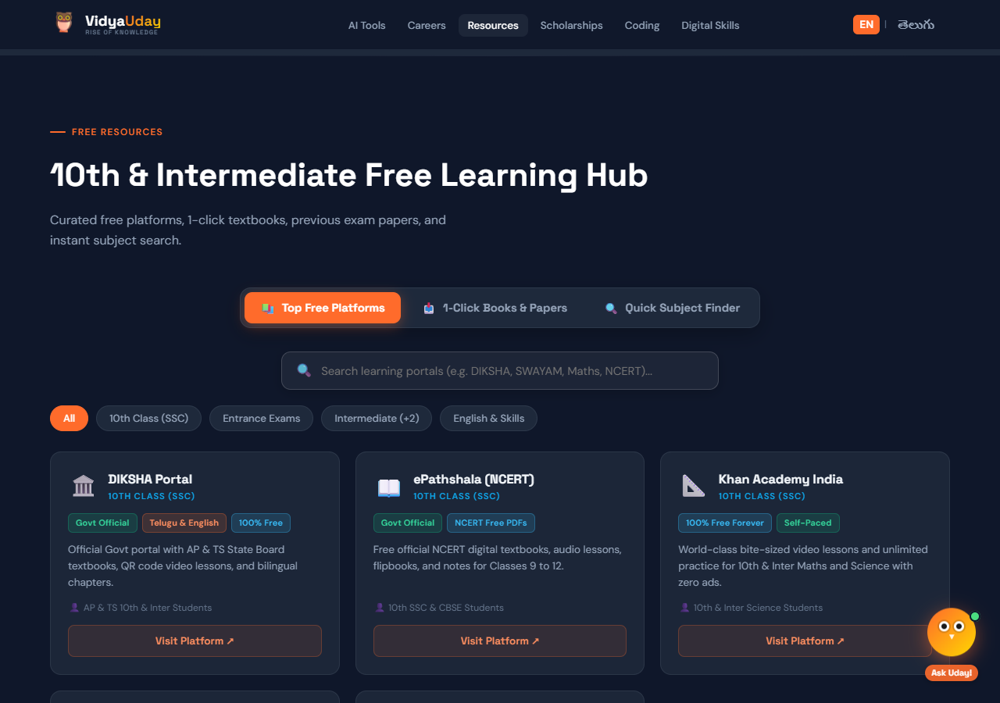 VidyaUday
RISE OF KNOWLEDGE
AI Tools
Careers
Resources
Scholarships
Coding
Digital Skills
EN | తెలుగు
FREE RESOURCES
10th & Intermediate Free Learning Hub
Curated free platforms, 1-click textbooks, previous exam papers, and
instant subject search.
Top Free Platforms
1-Click Books & Papers
Quick Subject Finder
Search learning portals (e.g. DIKSHA, SWAYAM, Maths, NCERT)...
All
10th Class (SSC)
Entrance Exams
Intermediate (+2)
English & Skills
DIKSHA Portal
10TH CLASS (SSC)
Govt Official
Telugu & English
100% Free
Official Govt portal with AP & TS State Board
textbooks, QR code video lessons, and bilingual
chapters.
AP & TS 10th & Inter Students
Visit Platform ↗
ePathshala (NCERT)
10TH CLASS (SSC)
Govt Official
NCERT Free PDFs
Free official NCERT digital textbooks, audio lessons,
flipbooks, and notes for Classes 9 to 12.
10th SSC & CBSE Students
Visit Platform ↗
Khan Academy India
10TH CLASS (SSC)
100% Free Forever
Self-Paced
World-class bite-sized video lessons and unlimited
practice for 10th & Inter Maths and Science with
zero ads.
10th & Inter Science Students
Visit Platform ↗
Ask Uday!